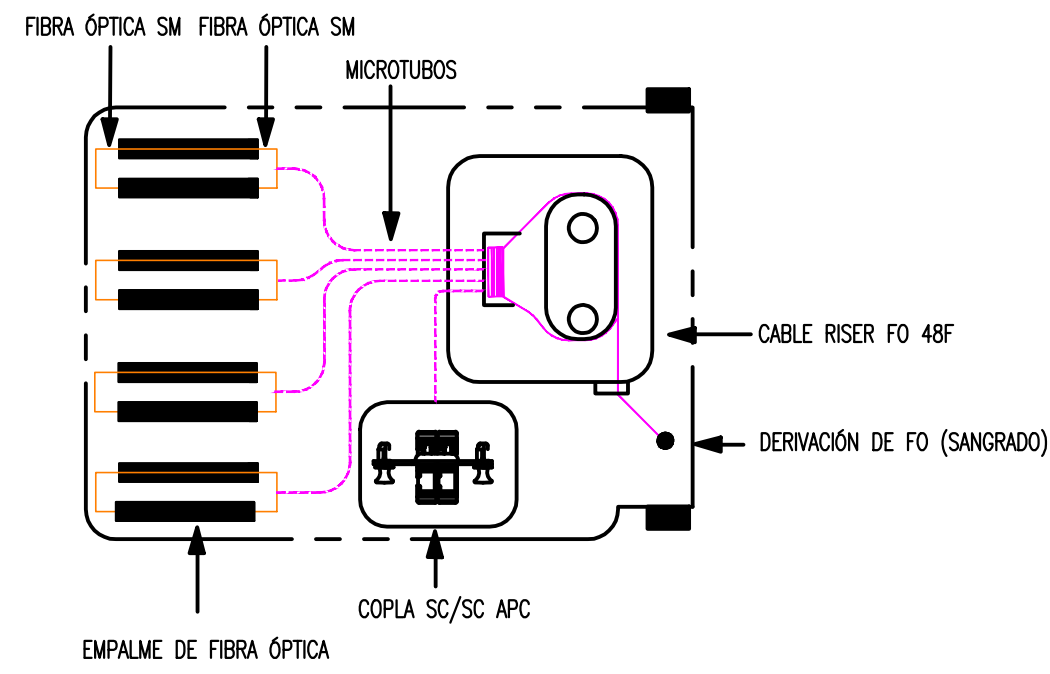 FIBRA ÓPTICA SM
FIBRA ÓPTICA SM
MICROTUBOS
CABLE RISER FO 48F
DERIVACIÓN DE FO (SANGRADO)
COPLA SC/SC APC
EMPALME DE FIBRA ÓPTICA